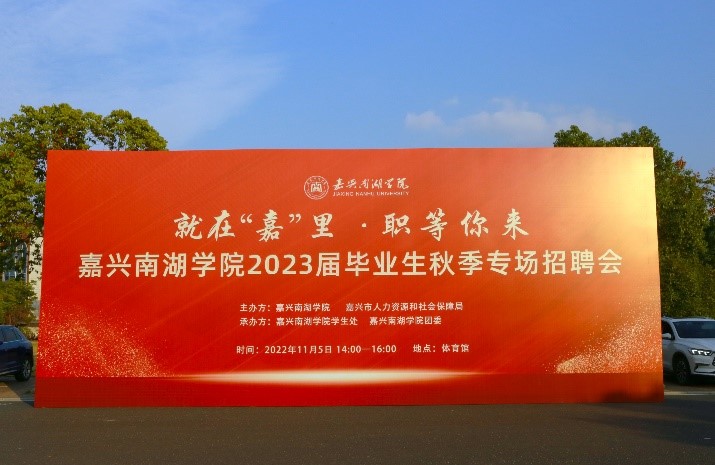 嘉兴南湖学院
JIAXING NANHU UNIVERSITY
就在“嘉”里·职等你来
嘉兴南湖学院2023届毕业生秋季专场招聘会
主办方：嘉兴南湖学院 嘉兴市人力资源和社会保障局
承办方：嘉兴南湖学院学生处 嘉兴南湖学院团委
时间：2022年11月5日 14:00—16:00 地点：体育馆